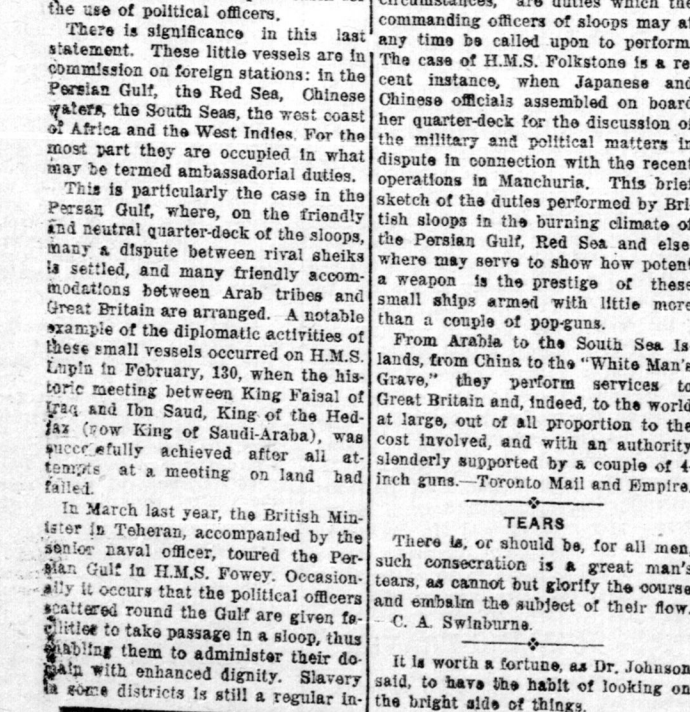 the use of political officers.
There is significance in this last
statement. These little vessels are in
commission on foreign stations: in the
Persian Gulf, the Red Sea, Chinese
waters, the South Seas, the west coast
of Africa and the West Indies. For the
most part they are occupied in what
may be termed ambassadorial duties.
This is particularly the case in the
Persan Gulf, where, on the friendly
and neutral quarter-deck of the sloops,
many a dispute between rival sheiks
is settled, and many friendly accom-
modations between Arab tribes and
Great Britain are arranged. A notable
example of the diplomatic activities of
these small vessels occurred on H.M.S.
Lupin in February, 130, when the his-
toric meeting between King Faisal of
Iraq and Ibn Saud, King of the Hed-
jaz (now King of Saudi-Araba), was
succesfully achieved after all at-
tempts at a meeting on land had
failed.
In March last year, the British Min-
ister in Teheran, accompanied by the
senior naval officer, toured the Per-
sian Gulf in H.M.S. Fowey. Occasion-
ally it occurs that the political officers
scattered round the Gulf are given fa-
cilities to take passage in a sloop, thus
enabling them to administer their do-
main with enhanced dignity. Slavery
in some districts is still a regular in-
circumstances, are duties which the
commanding officers of sloops may at
any time be called upon to perform.
The case of H.M.S. Folkstone is a re-
cent instance, when Japanese and
Chinese officials assembled on board
her quarter-deck for the discussion of
the military and political matters in
dispute in connection with the recent
operations in Manchuria. This brief
sketch of the duties performed by Bri-
tish sloops in the burning climate of
the Persian Gulf, Red Sea and else-
where may serve to show how potent
a weapon is the prestige of these
small ships armed with little more
than a couple of pop-guns.
From Arabia to the South Sea Is-
lands, from China to the "White Man's
Grave," they perform services to
Great Britain and, indeed, to the world
at large, out of all proportion to the
cost involved, and with an authority
slenderly supported by a couple of 4-
inch guns.—Toronto Mail and Empire.
TEARS
There is, or should be, for all men,
such consecration is a great man's
tears, as cannot but glorify the course
and embalm the subject of their flow.
- C. A. Swinburne.
It is worth a fortune, as Dr. Johnson
said, to have the habit of looking on
the bright side of things.